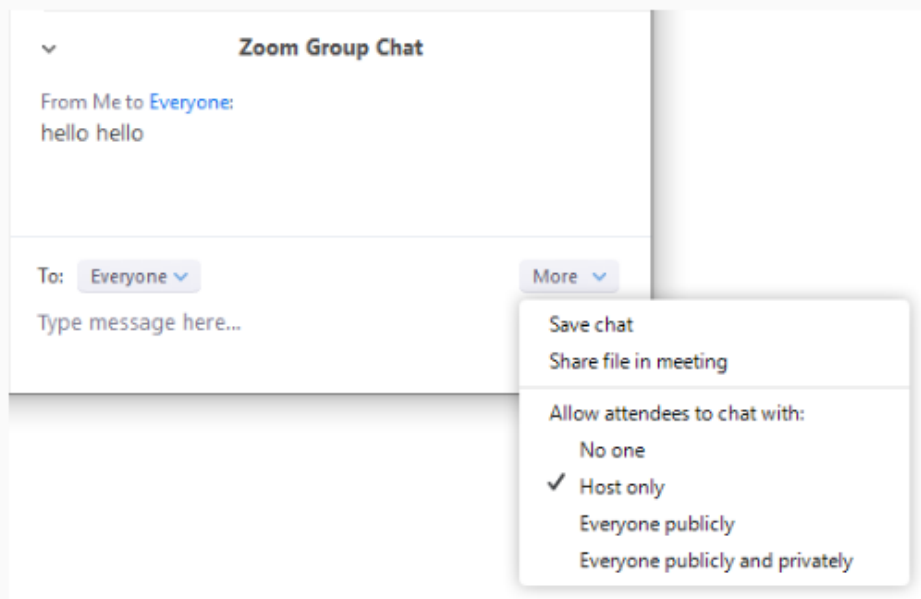 Zoom Group Chat
From Me to Everyone:
hello hello
To: Everyone More
Type message here...
Save chat
Share file in meeting
Allow attendees to chat with:
No one
Host only
Everyone publicly
Everyone publicly and privately